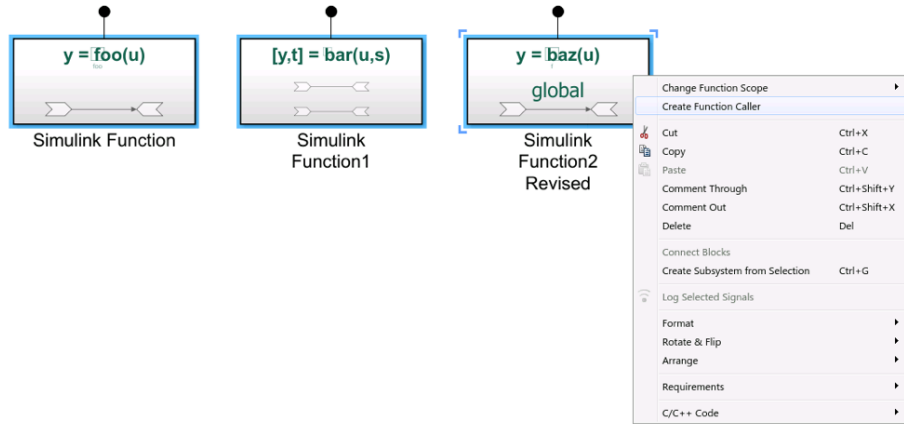 y = foo(u)
foo
Simulink Function
[y,t] = bar(u,s)
Simulink
Function1
y = baz(u)
f
global
Simulink
Function2
Revised
Change Function Scope
Create Function Caller
Cut Ctrl+X
Copy Ctrl+C
Paste Ctrl+V
Comment Through Ctrl+Shift+Y
Comment Out Ctrl+Shift+X
Delete Del
Connect Blocks
Create Subsystem from Selection Ctrl+G
Log Selected Signals
Format
Rotate & Flip
Arrange
Requirements
C/C++ Code